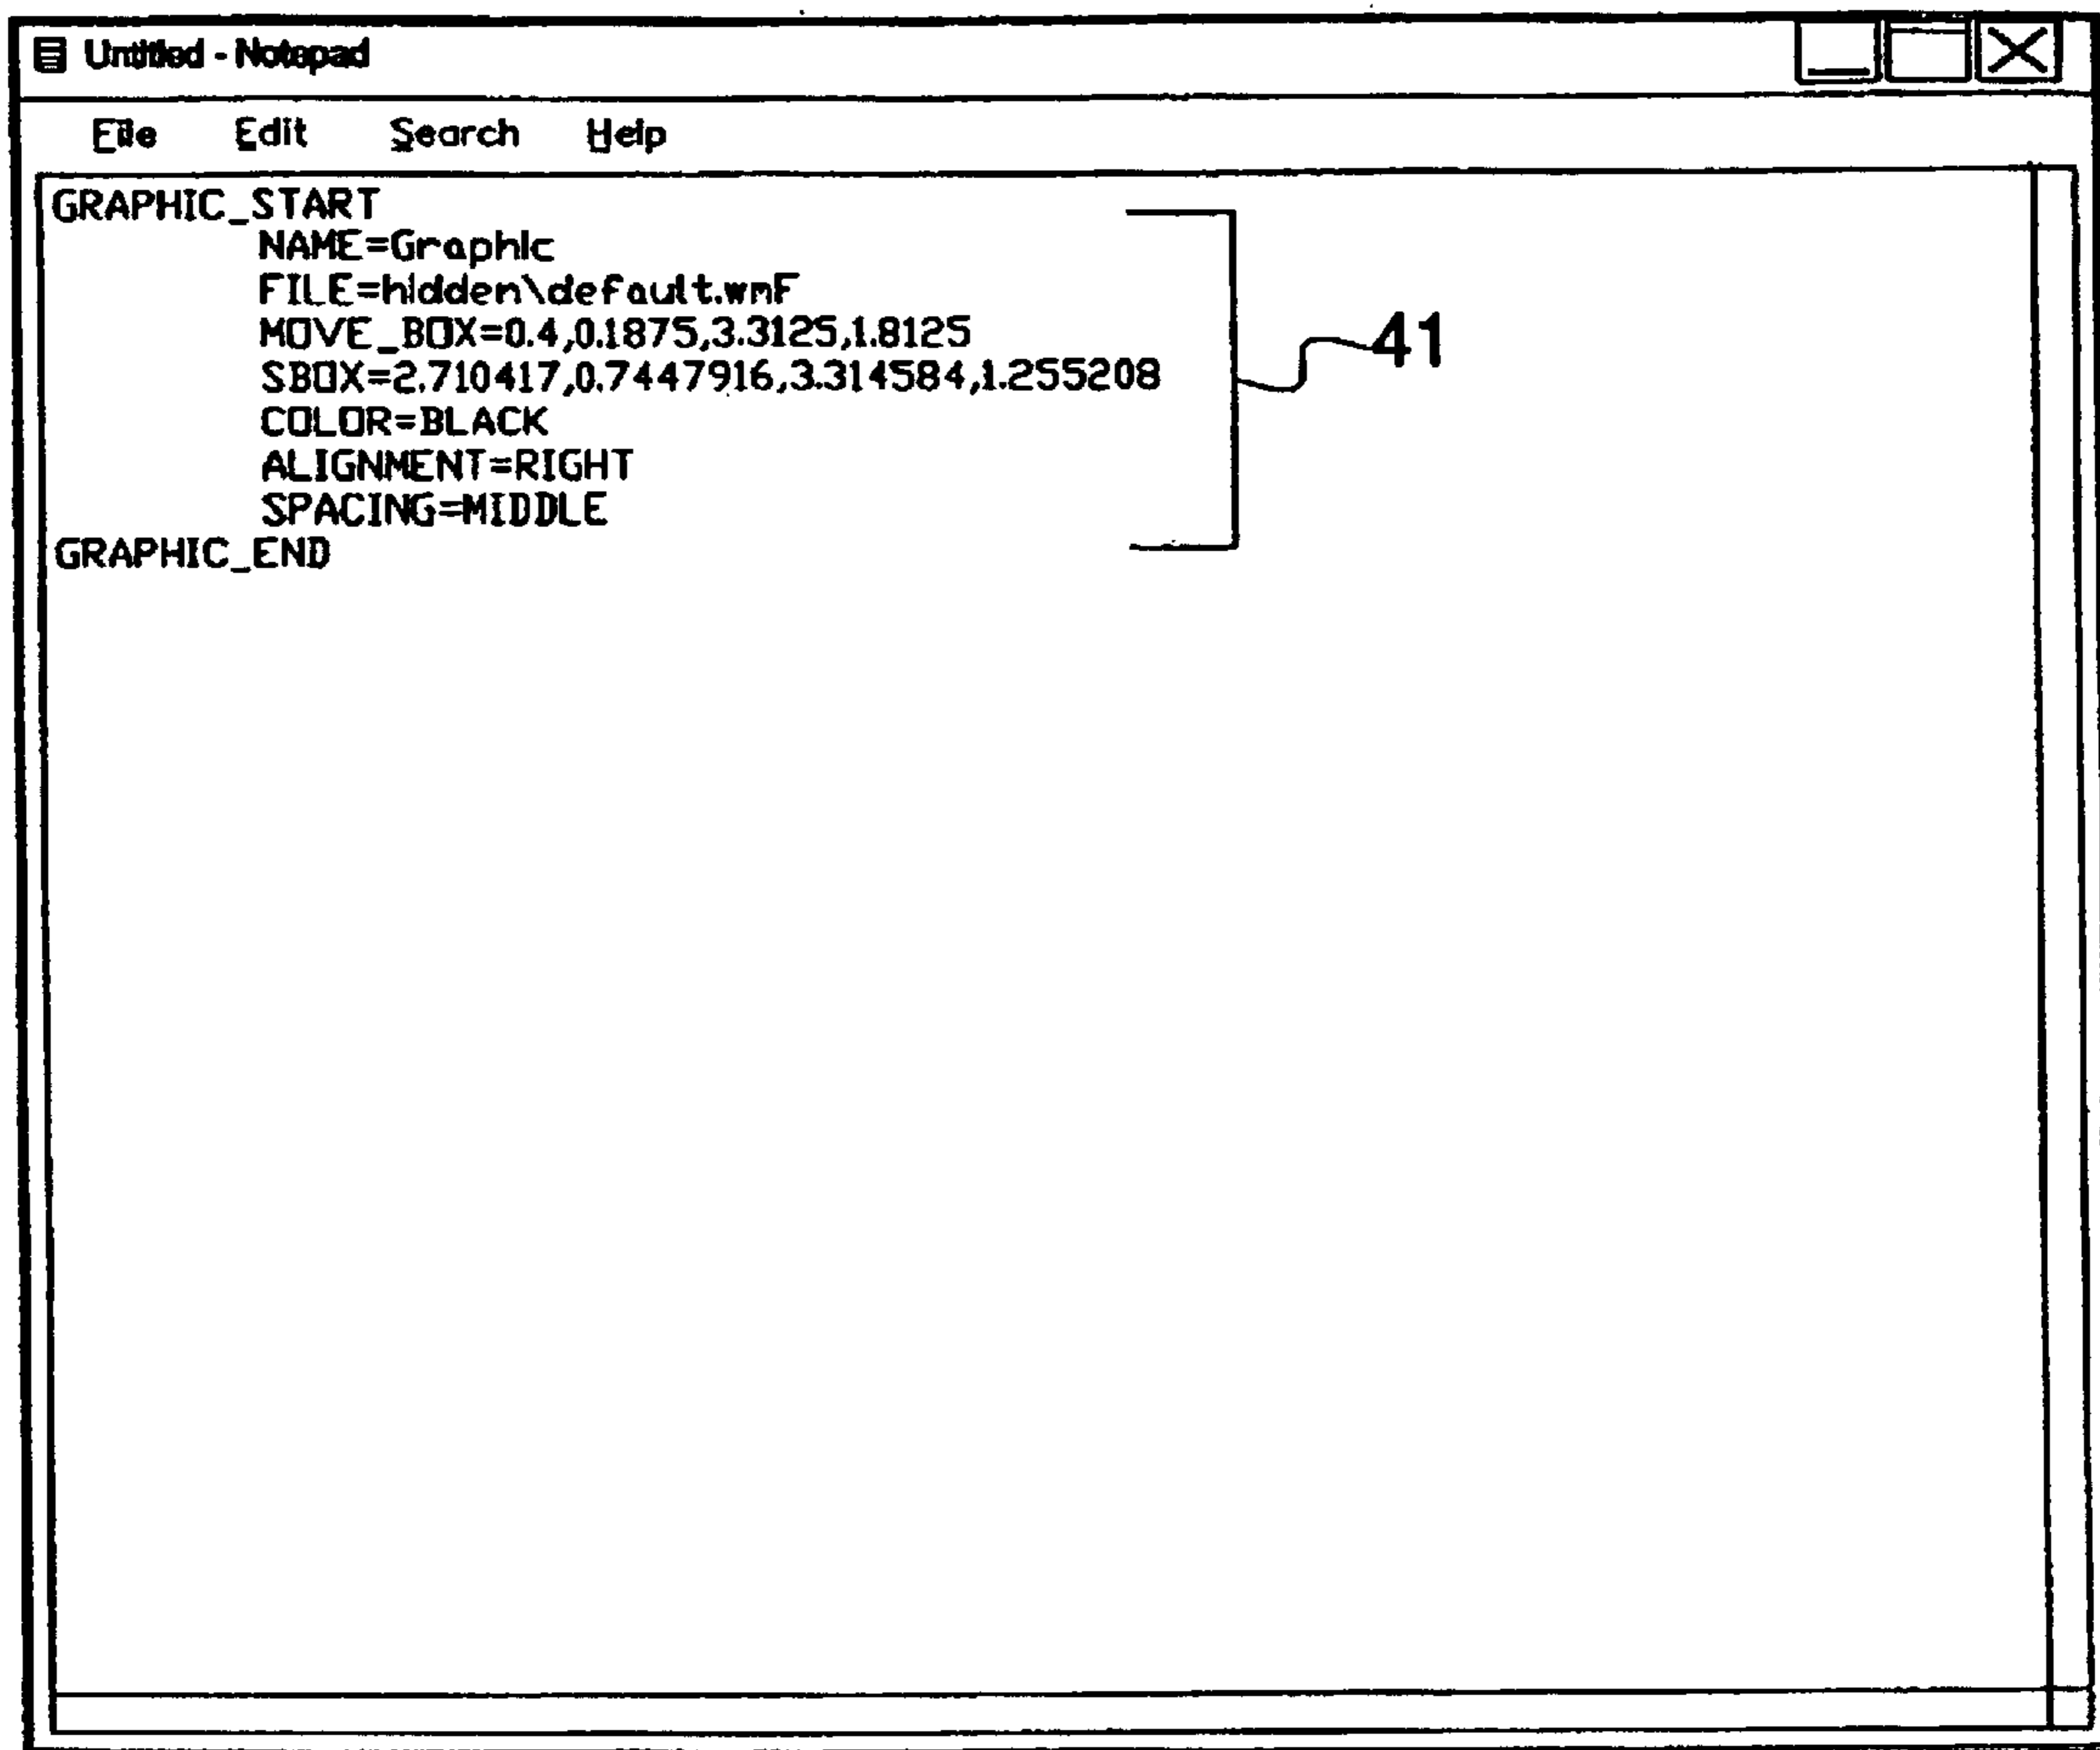 Untitled - Notepad
File Edit Search Help
GRAPHIC_START
NAME=Graphic
FILE=hidden\default.wmF
MOVE_BOX=0.4,0.1875,3.3125,1.8125
SBOX=2.710417,0.7447916,3.314584,1.255208
COLOR=BLACK
ALIGNMENT=RIGHT
SPACING=MIDDLE
GRAPHIC_END
41